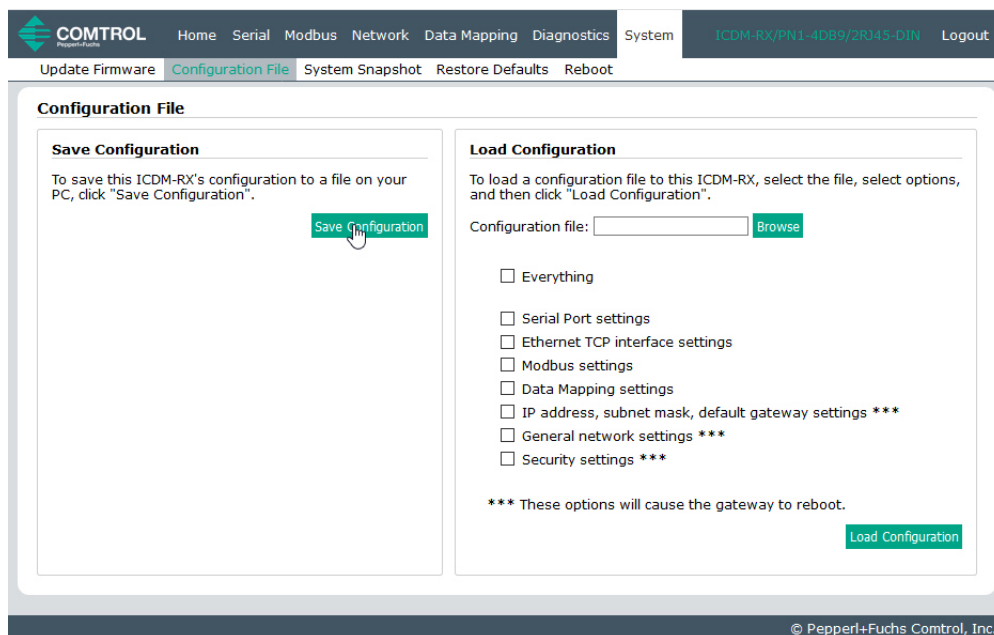 COMTROL
Pepperl+Fuchs
Home Serial Modbus Network Data Mapping Diagnostics System ICDM-RX/PN1-4DB9/2RJ45-DIN Logout
Update Firmware Configuration File System Snapshot Restore Defaults Reboot
Configuration File
Save Configuration
To save this ICDM-RX's configuration to a file on your
PC, click "Save Configuration".
Save Configuration
Load Configuration
To load a configuration file to this ICDM-RX, select the file, select options,
and then click "Load Configuration".
Configuration file: Browse
Everything
Serial Port settings
Ethernet TCP interface settings
Modbus settings
Data Mapping settings
IP address, subnet mask, default gateway settings ***
General network settings ***
Security settings ***
*** These options will cause the gateway to reboot.
Load Configuration
© Pepperl+Fuchs Comtrol, Inc